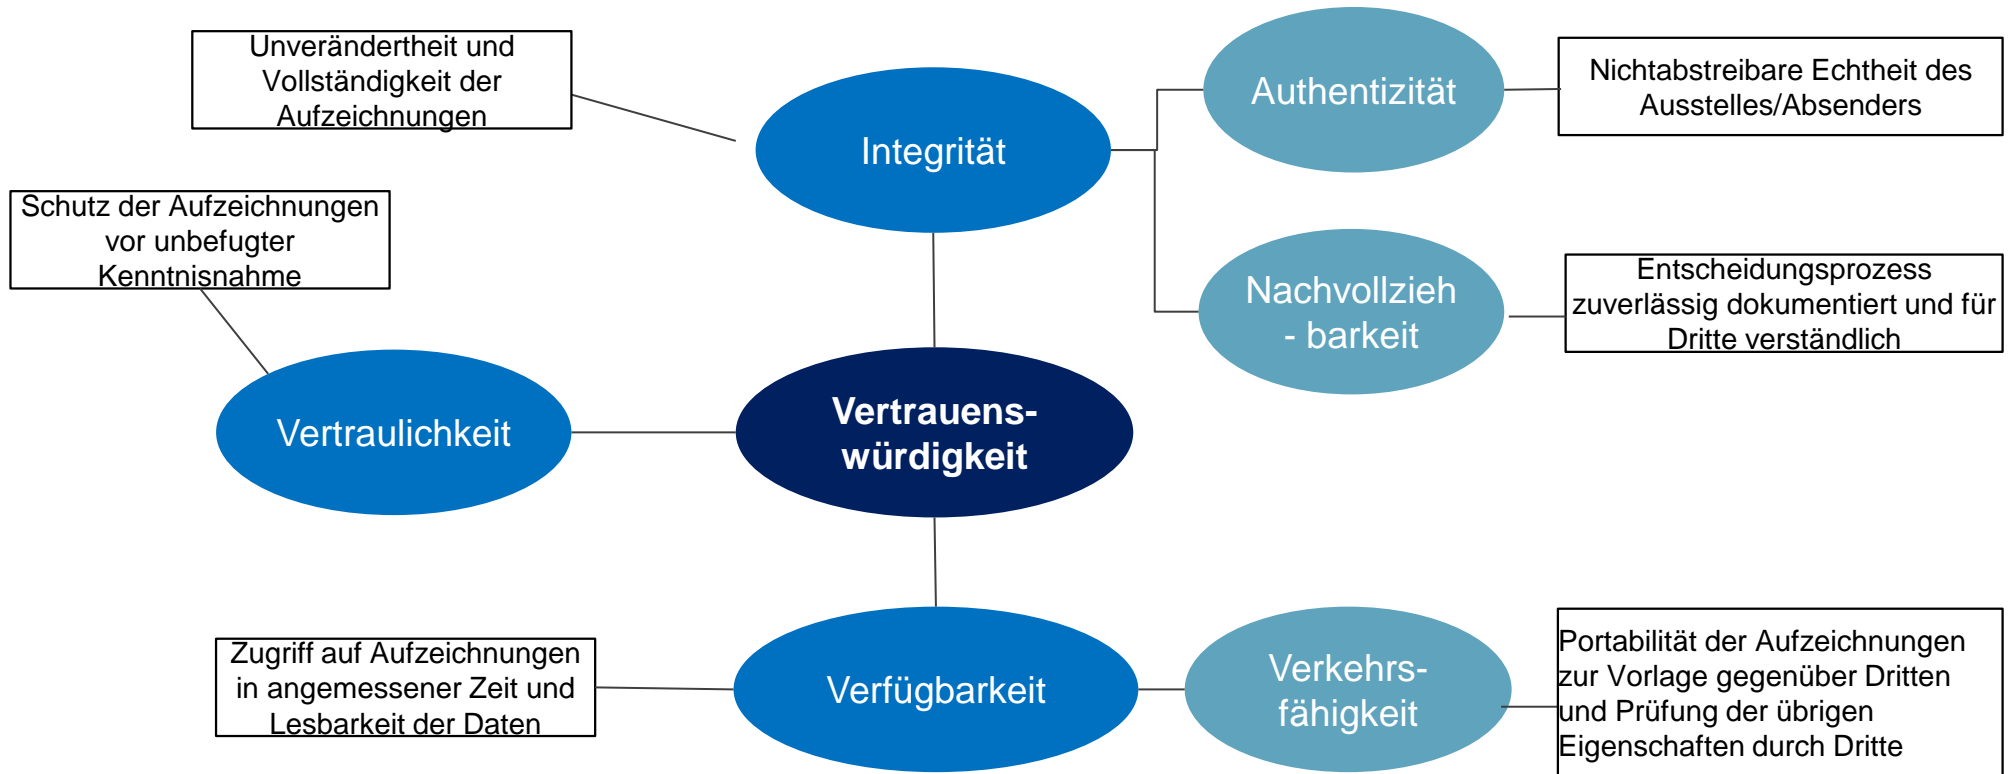 Unverändertheit und
Vollständigkeit der
Aufzeichnungen
Integrität
Authentizität
Nichtabstreibare Echtheit des
Ausstelles/Absenders
Schutz der Aufzeichnungen
vor unbefugter
Kenntnisnahme
Nachvollzieh
- barkeit
Entscheidungsprozess
zuverlässig dokumentiert und für
Dritte verständlich
Vertraulichkeit
Vertrauens-
würdigkeit
Zugriff auf Aufzeichnungen
in angemessener Zeit und
Lesbarkeit der Daten
Verfügbarkeit
Verkehrs-
fähigkeit
Portabilität der Aufzeichnungen
zur Vorlage gegenüber Dritten
und Prüfung der übrigen
Eigenschaften durch Dritte